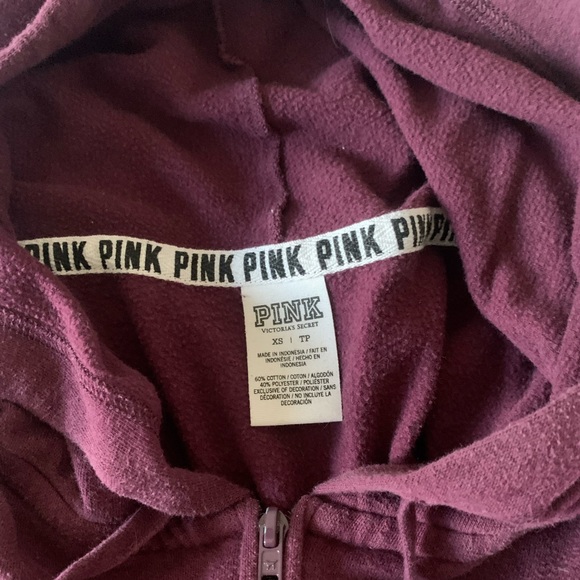 PINK PINK PINK PINK PINK PINK
PINK
VICTORIA'S SECRET
XS | TP
MADE IN INDONESIA / FAIT EN
INDONÉSIE / HECHO EN
INDONESIA
60% COTTON / COTON / ALGODÓN
40% POLYESTER / POLIÉSTER
EXCLUSIVE OF DECORATION / SANS
DÉCORATION / NO INCLUYE LA
DECORACIÓN